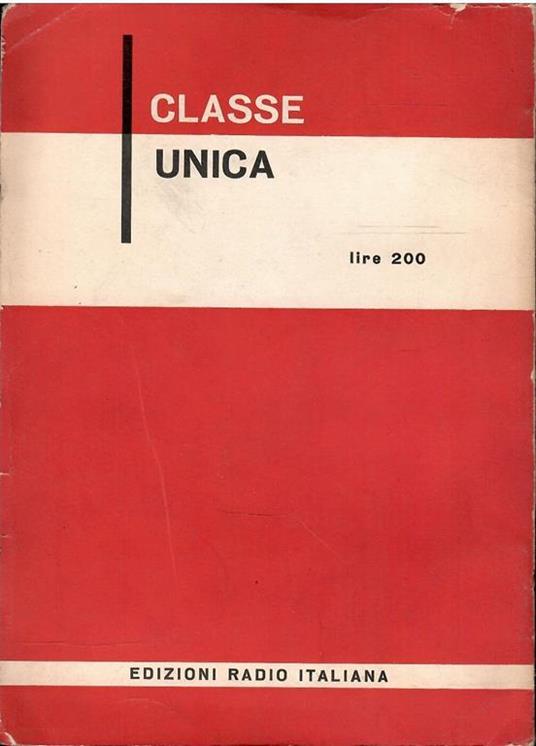 CLASSE
UNICA
lire 200
EDIZIONI RADIO ITALIANA